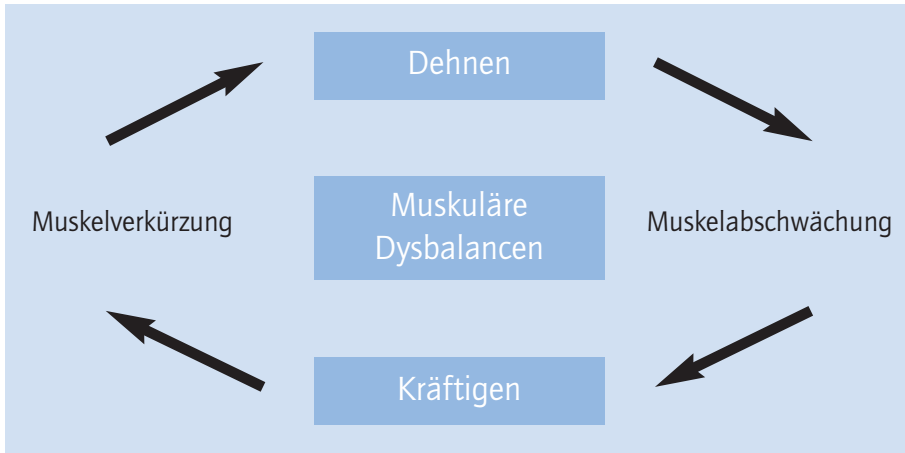 Dehnen
Muskelverkürzung
Muskuläre
Dysbalancen
Muskelabschwächung
Kräftigen